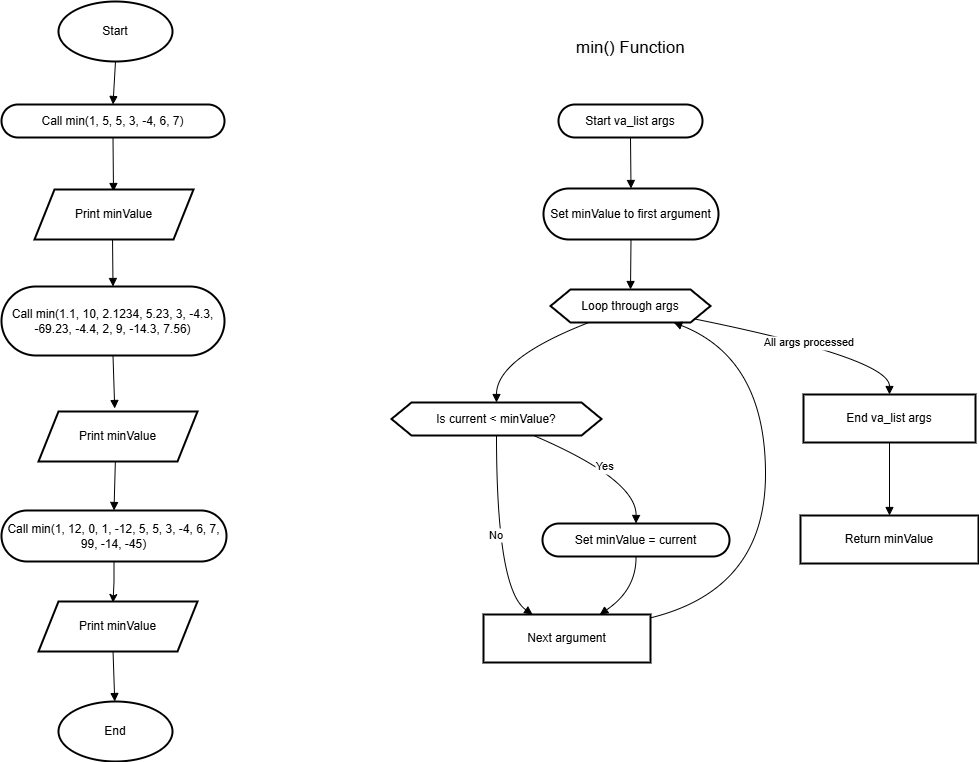 Start
Call min(1, 5, 5, 3, -4, 6, 7)
Print minValue
Call min(1.1, 10, 2.1234, 5.23, 3, -4.3,
-69.23, -4.4, 2, 9, -14.3, 7.56)
Print minValue
Call min(1, 12, 0, 1, -12, 5, 5, 3, -4, 6, 7,
99, -14, -45)
Print minValue
End
min() Function
Start va_list args
Set minValue to first argument
Loop through args
All args processed
Is current < minValue?
Yes
No
Set minValue = current
Next argument
End va_list args
Return minValue